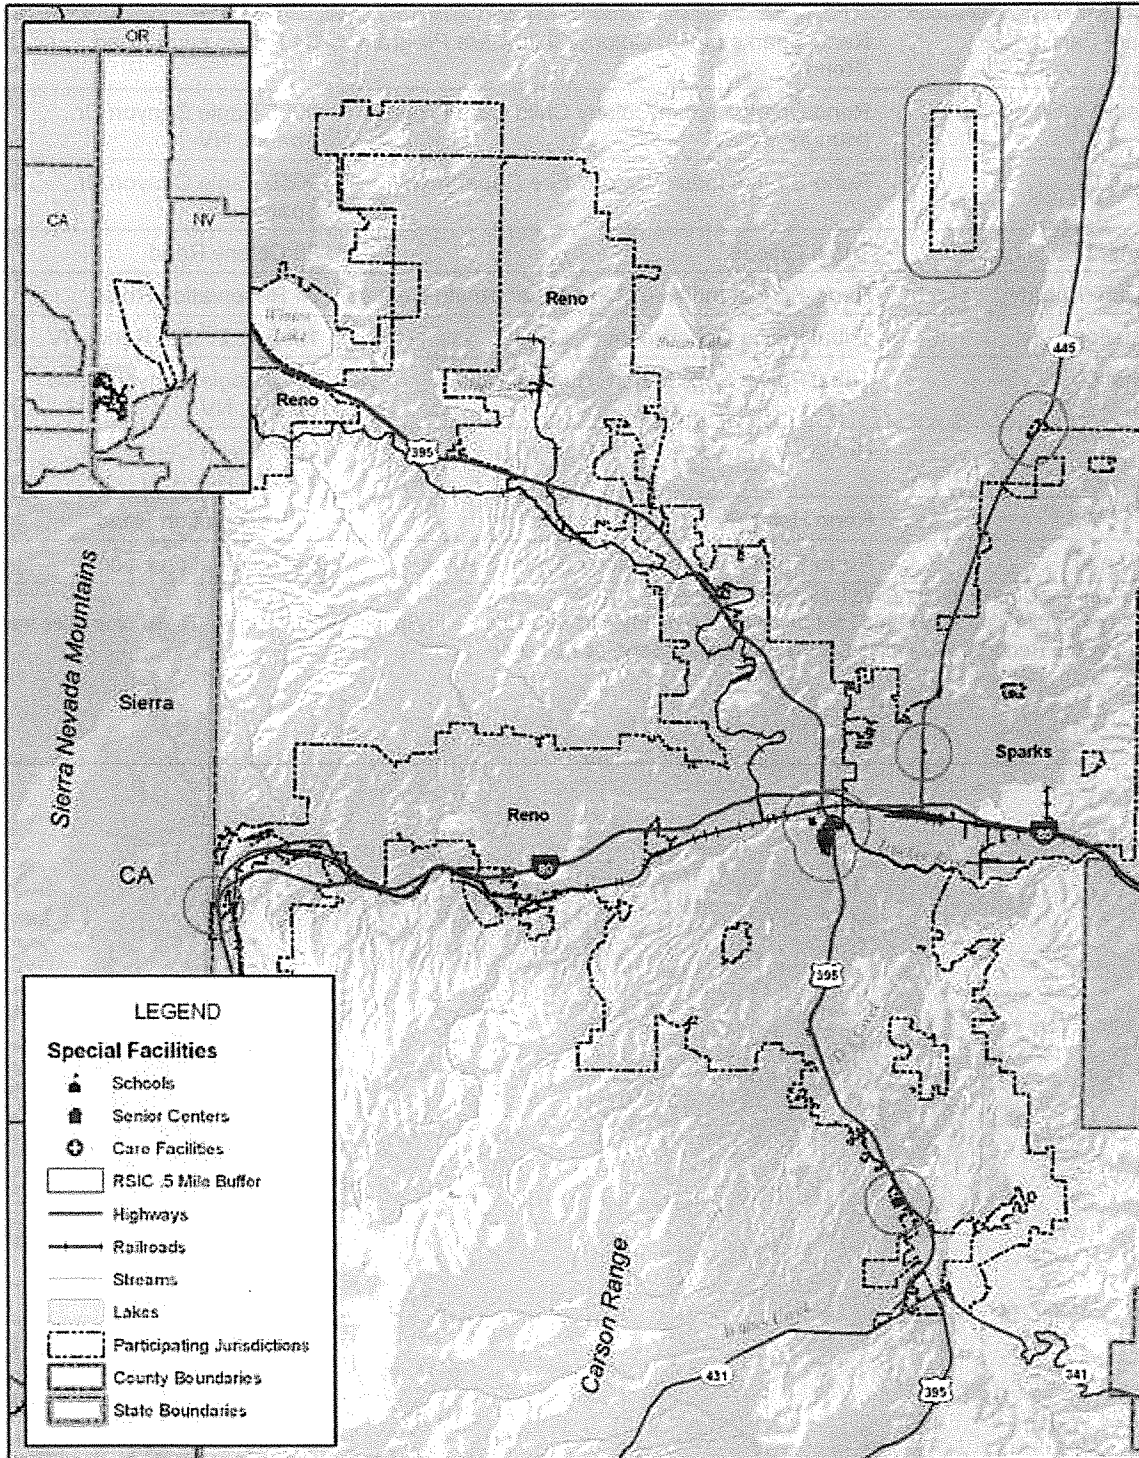 OR
CA
NV
Reno
Reno
445
395
Sierra Nevada Mountains
Sierra
Sparks
Reno
CA
395
LEGEND
Special Facilities
Schools
Senior Centers
Care Facilities
RSIC .5 Mile Buffer
Highways
Railroads
Streams
Lakes
Participating Jurisdictions
County Boundaries
State Boundaries
Carson Range
431
395
341